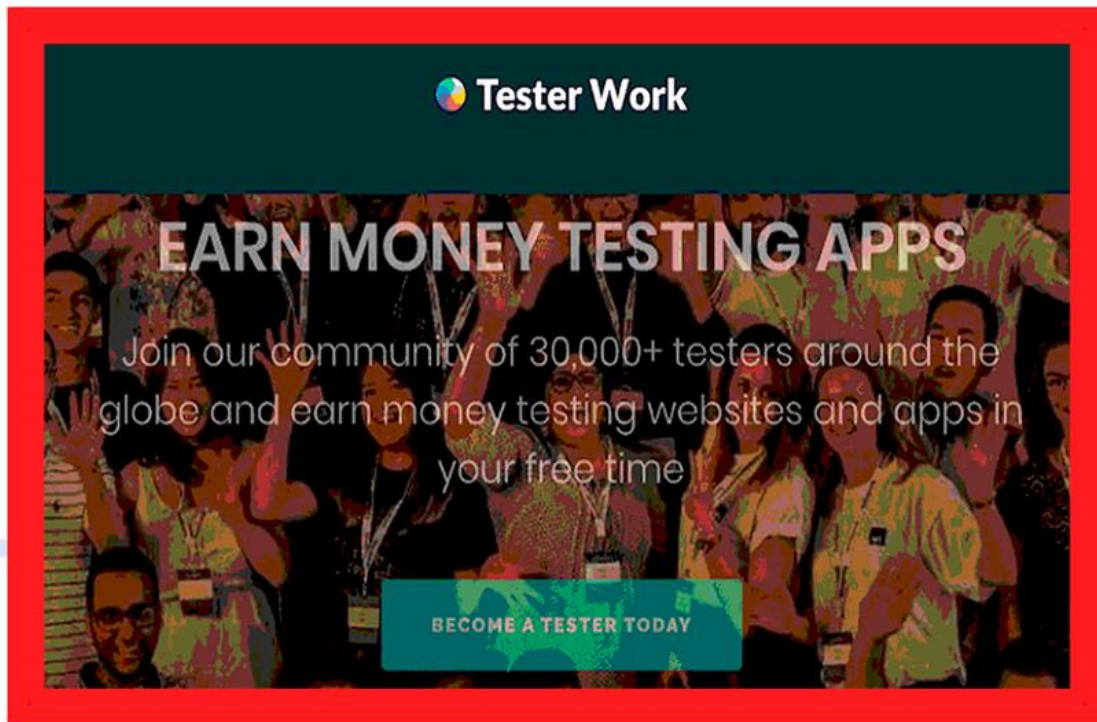 Tester Work
EARN MONEY TESTING APPS
Join our community of 30,000+ testers around the
globe and earn money testing websites and apps in
your free time
BECOME A TESTER TODAY